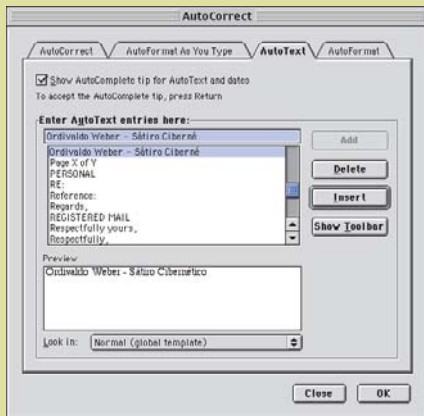 AutoCorrect
AutoCorrect AutoFormat As You Type AutoText AutoFormat
Show AutoComplete tip for AutoText and dates
To accept the AutoComplete tip, press Return
Enter AutoText entries here:
Ordivaldo Weber - Sátiro Ciberné Add
Ordivaldo Weber - Sátiro Ciberné
Page X of Y
PERSONAL Delete
RE:
Reference:
Regards, Insert
REGISTERED MAIL
Respectfully yours, Show Toolbar
Respectfully,
Preview
Ordivaldo Weber - Sátiro Cibernético
Look in: Normal (global template)
Close OK